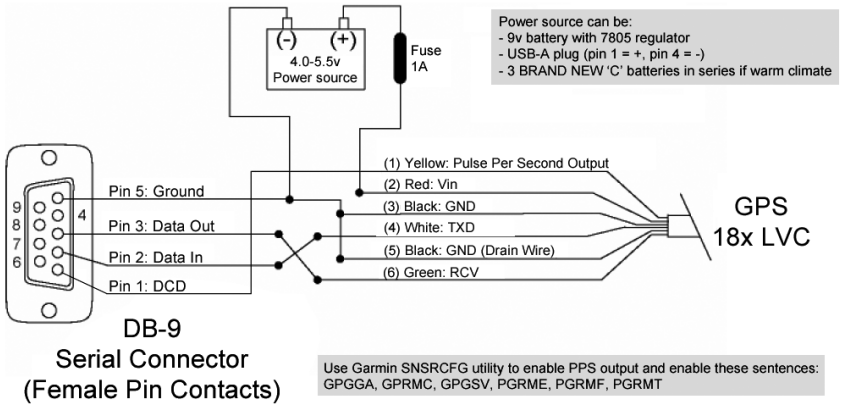 Power source can be:
- 9v battery with 7805 regulator
- USB-A plug (pin 1 = +, pin 4 = -)
- 3 BRAND NEW ‘C’ batteries in series if warm climate
(-) (+)
4.0-5.5v
Power source
Fuse
1A
(1) Yellow: Pulse Per Second Output
(2) Red: Vin
(3) Black: GND
(4) White: TXD
(5) Black: GND (Drain Wire)
(6) Green: RCV
GPS
18x LVC
Pin 5: Ground
Pin 3: Data Out
Pin 2: Data In
Pin 1: DCD
9
8
7
6
4
DB-9
Serial Connector
(Female Pin Contacts)
Use Garmin SNSRCFG utility to enable PPS output and enable these sentences:
GPGGA, GPRMC, GPGSV, PGRME, PGRMF, PGRMT